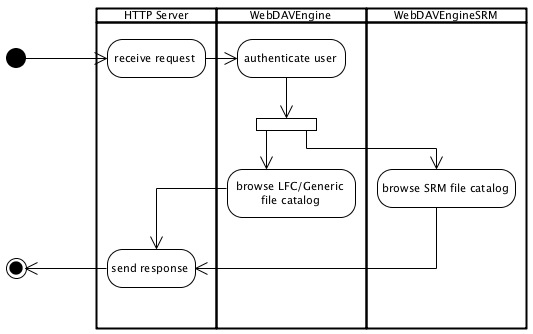 HTTP Server
WebDAVEngine
WebDAVEngineSRM
receive request
authenticate user
browse LFC/Generic
file catalog
browse SRM file catalog
send response